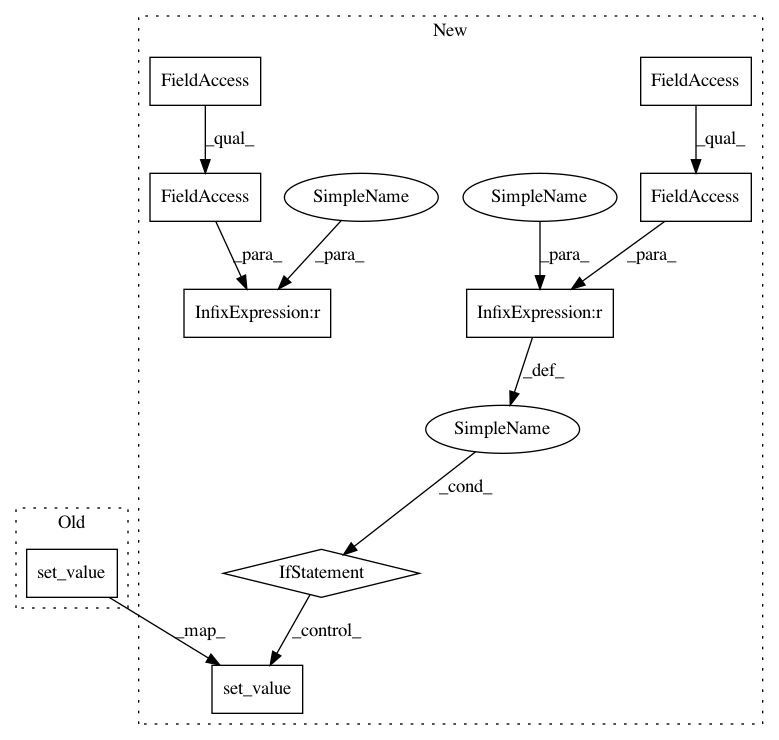 New
FieldAccess
FieldAccess
_qual_
_qual_
FieldAccess
SimpleName
SimpleName
FieldAccess
_para_
_para_
_para_
_para_
InfixExpression:r
InfixExpression:r
_def_
SimpleName
_cond_
Old
set_value
IfStatement
_map_
_control_
set_value